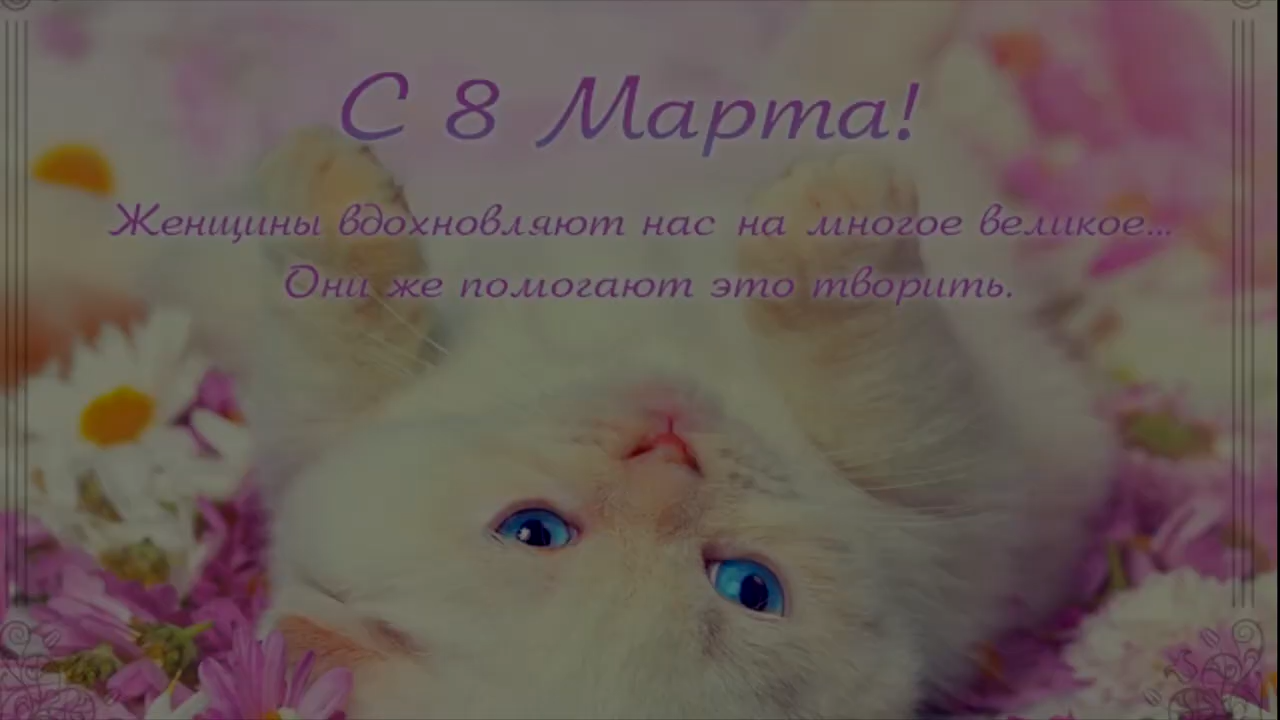 С 8 Марта!
Женщины вдохновляют нас на многое великое...
Они же помогают это творить.